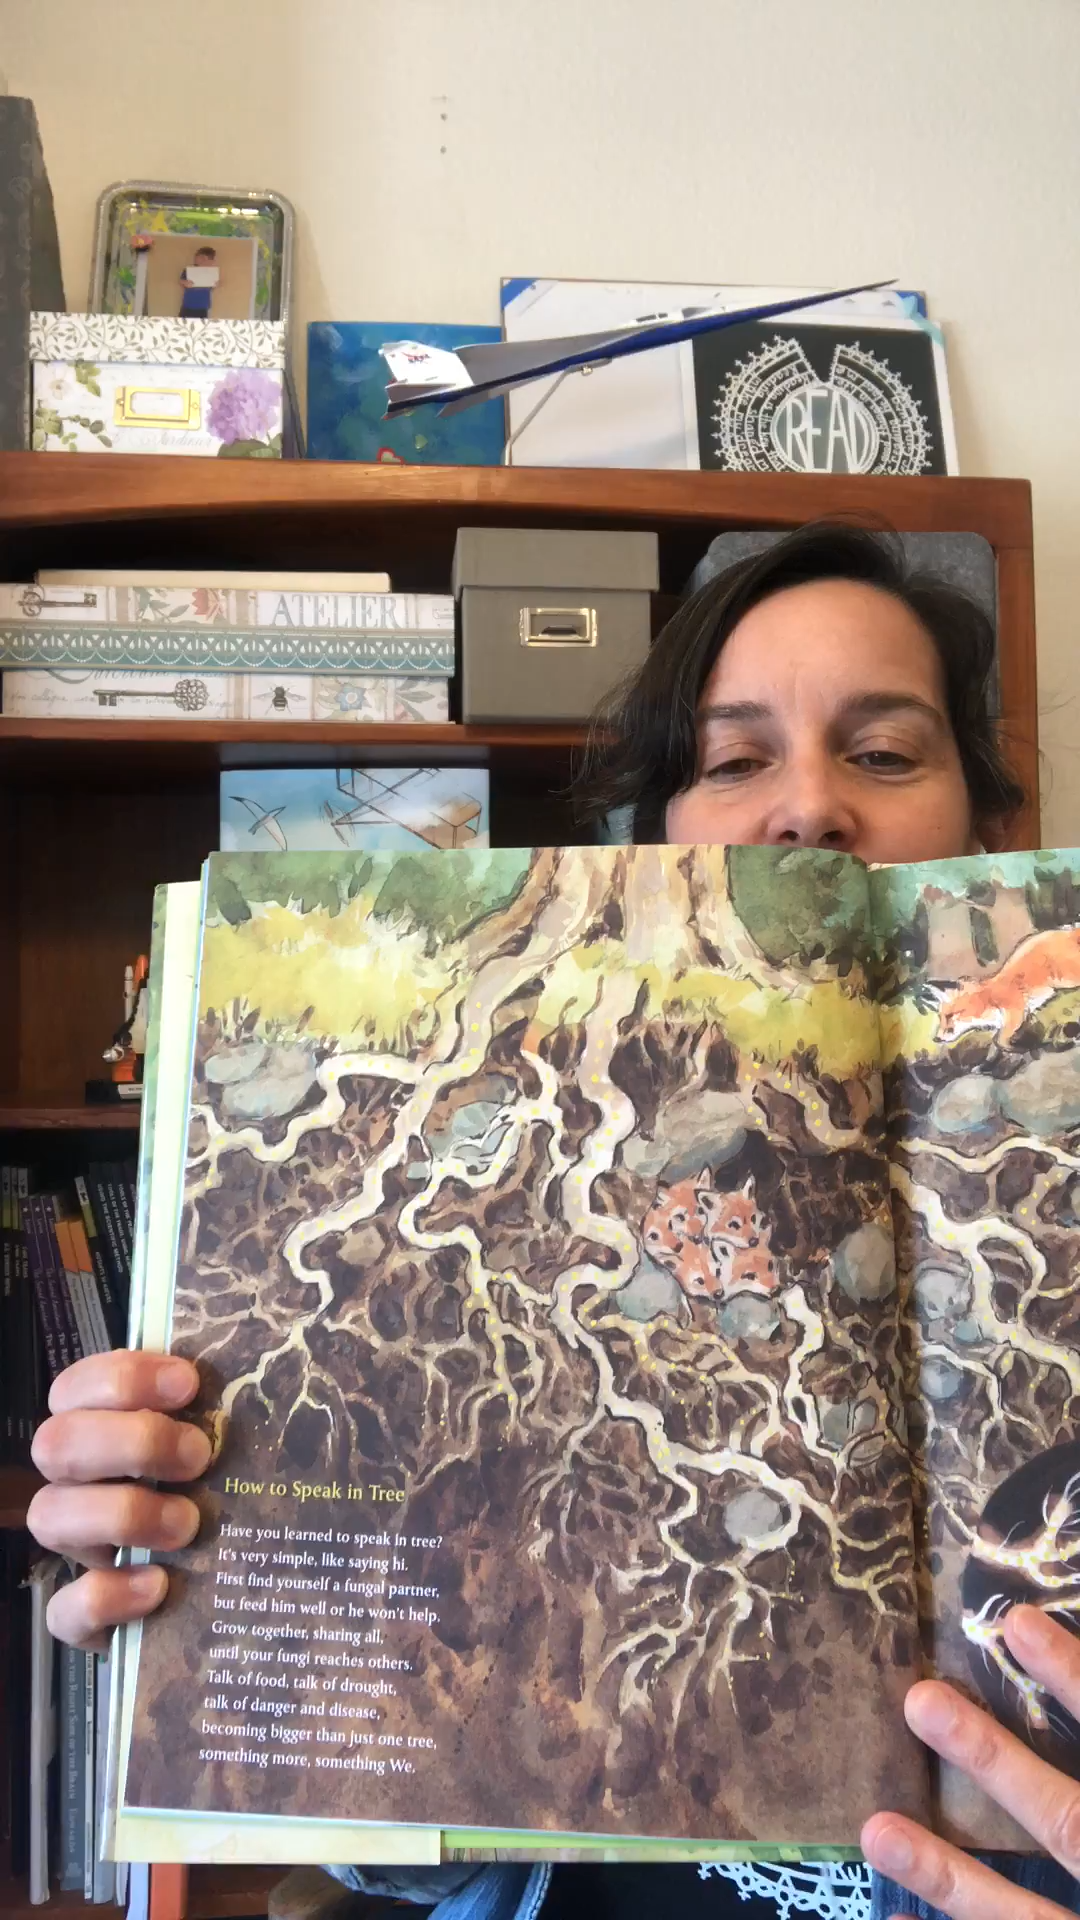 READ
ATELIER
How to Speak in Tree
Have you learned to speak in tree?
It's very simple, like saying hi.
First find yourself a fungal partner,
but feed him well or he won't help.
Grow together, sharing all,
until your fungi reaches others.
Talk of food, talk of drought,
talk of danger and disease,
becoming bigger than just one tree,
something more, something We.